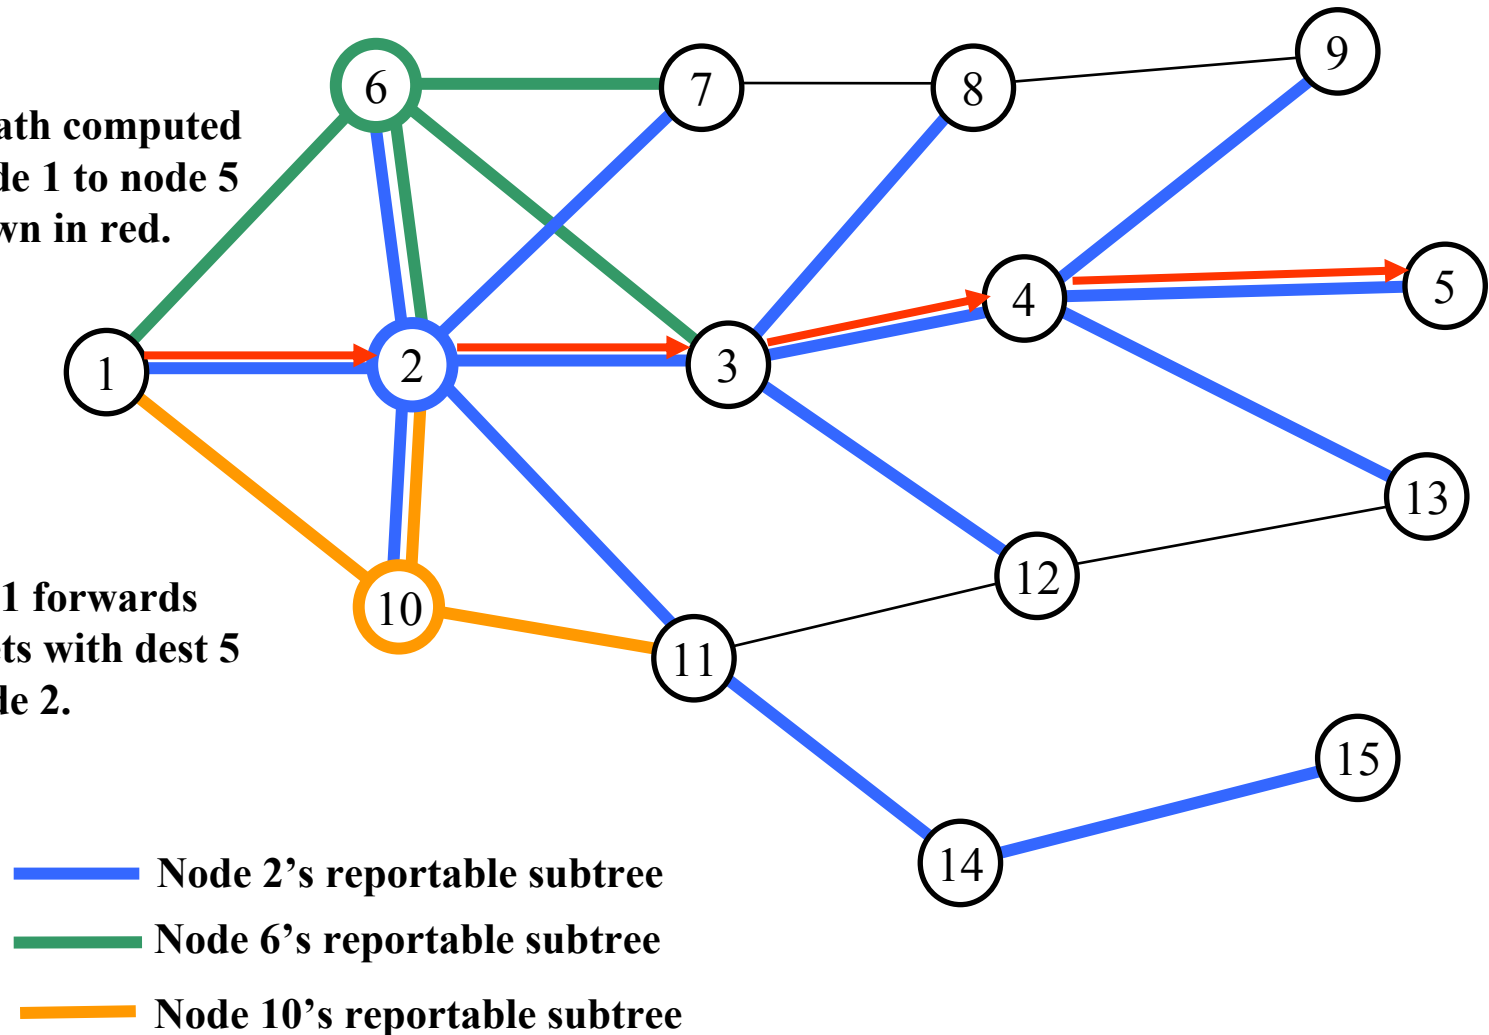 6
7
8
9
ath computed
de 1 to node 5
wn in red.
1
2
3
4
5
10
11
12
13
1 forwards
ets with dest 5
de 2.
14
15
Node 2’s reportable subtree
Node 6’s reportable subtree
Node 10’s reportable subtree